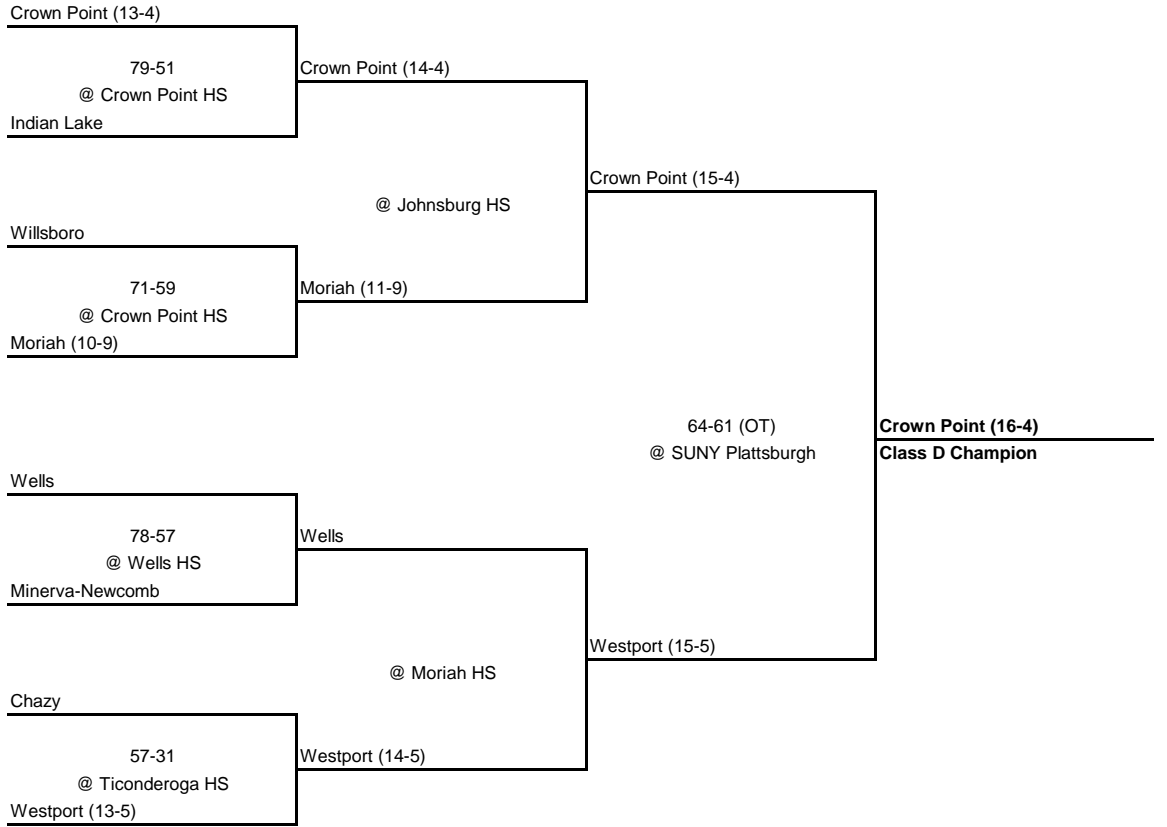 Crown Point (13-4)
79-51
@ Crown Point HS
Indian Lake
Crown Point (14-4)
@ Johnsburg HS
Willsboro
71-59
@ Crown Point HS
Moriah (10-9)
Moriah (11-9)
Crown Point (15-4)
64-61 (OT)
@ SUNY Plattsburgh
Crown Point (16-4)
Class D Champion
Wells
78-57
@ Wells HS
Minerva-Newcomb
Wells
@ Moriah HS
Westport (15-5)
Chazy
57-31
@ Ticonderoga HS
Westport (13-5)
Westport (14-5)